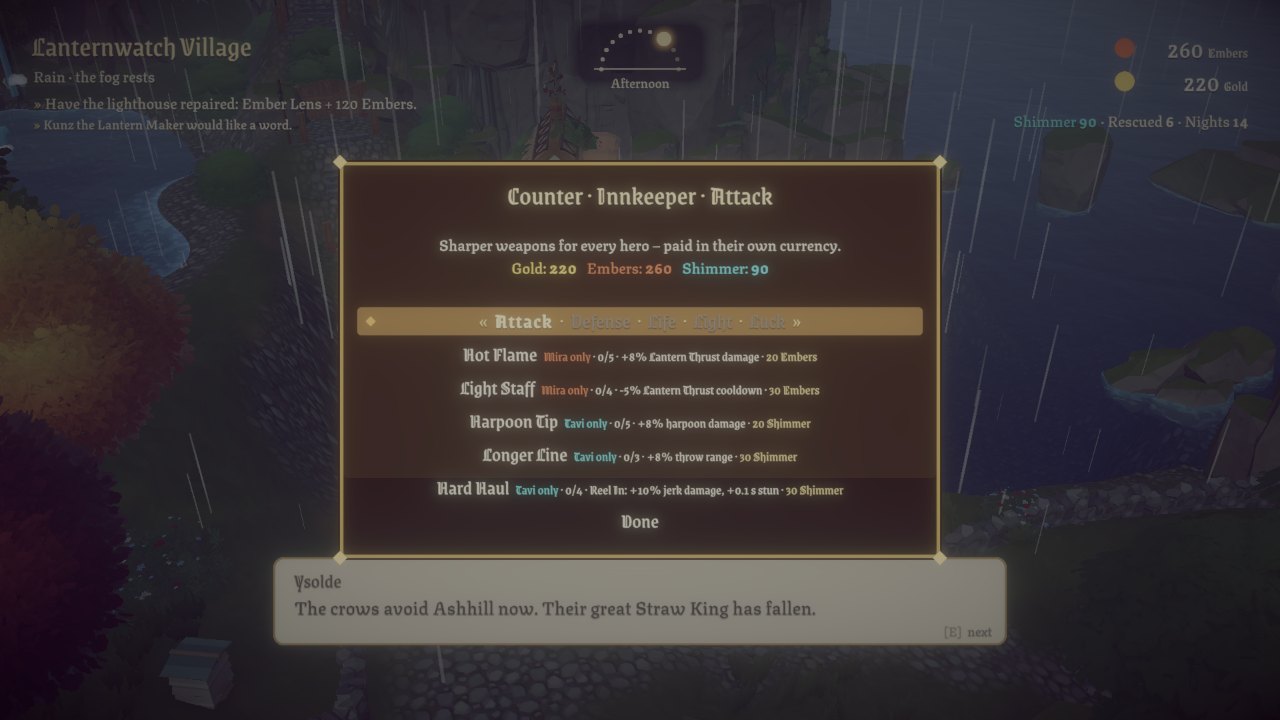 Lanternwatch Village
Rain · the fog rests
» Have the lighthouse repaired: Ember Lens + 120 Embers.
» Kunz the Lantern Maker would like a word.
Afternoon
260 Embers
220 Gold
Shimmer 90 · Rescued 6 · Nights 14
Counter · Innkeeper · Attack
Sharper weapons for every hero – paid in their own currency.
Gold: 220 Embers: 260 Shimmer: 90
« Attack · Defense · Life · Light · Luck »
Hot Flame Mira only · 0/5 · +8% Lantern Thrust damage · 20 Embers
Light Staff Mira only · 0/4 · -5% Lantern Thrust cooldown · 30 Embers
Harpoon Tip Tavi only · 0/5 · +8% harpoon damage · 20 Shimmer
Longer Line Tavi only · 0/3 · +8% throw range · 30 Shimmer
Hard Haul Tavi only · 0/4 · Reel In: +10% jerk damage, +0.1 s stun · 30 Shimmer
Done
Ysolde
The crows avoid Ashhill now. Their great Straw King has fallen.
[E] next